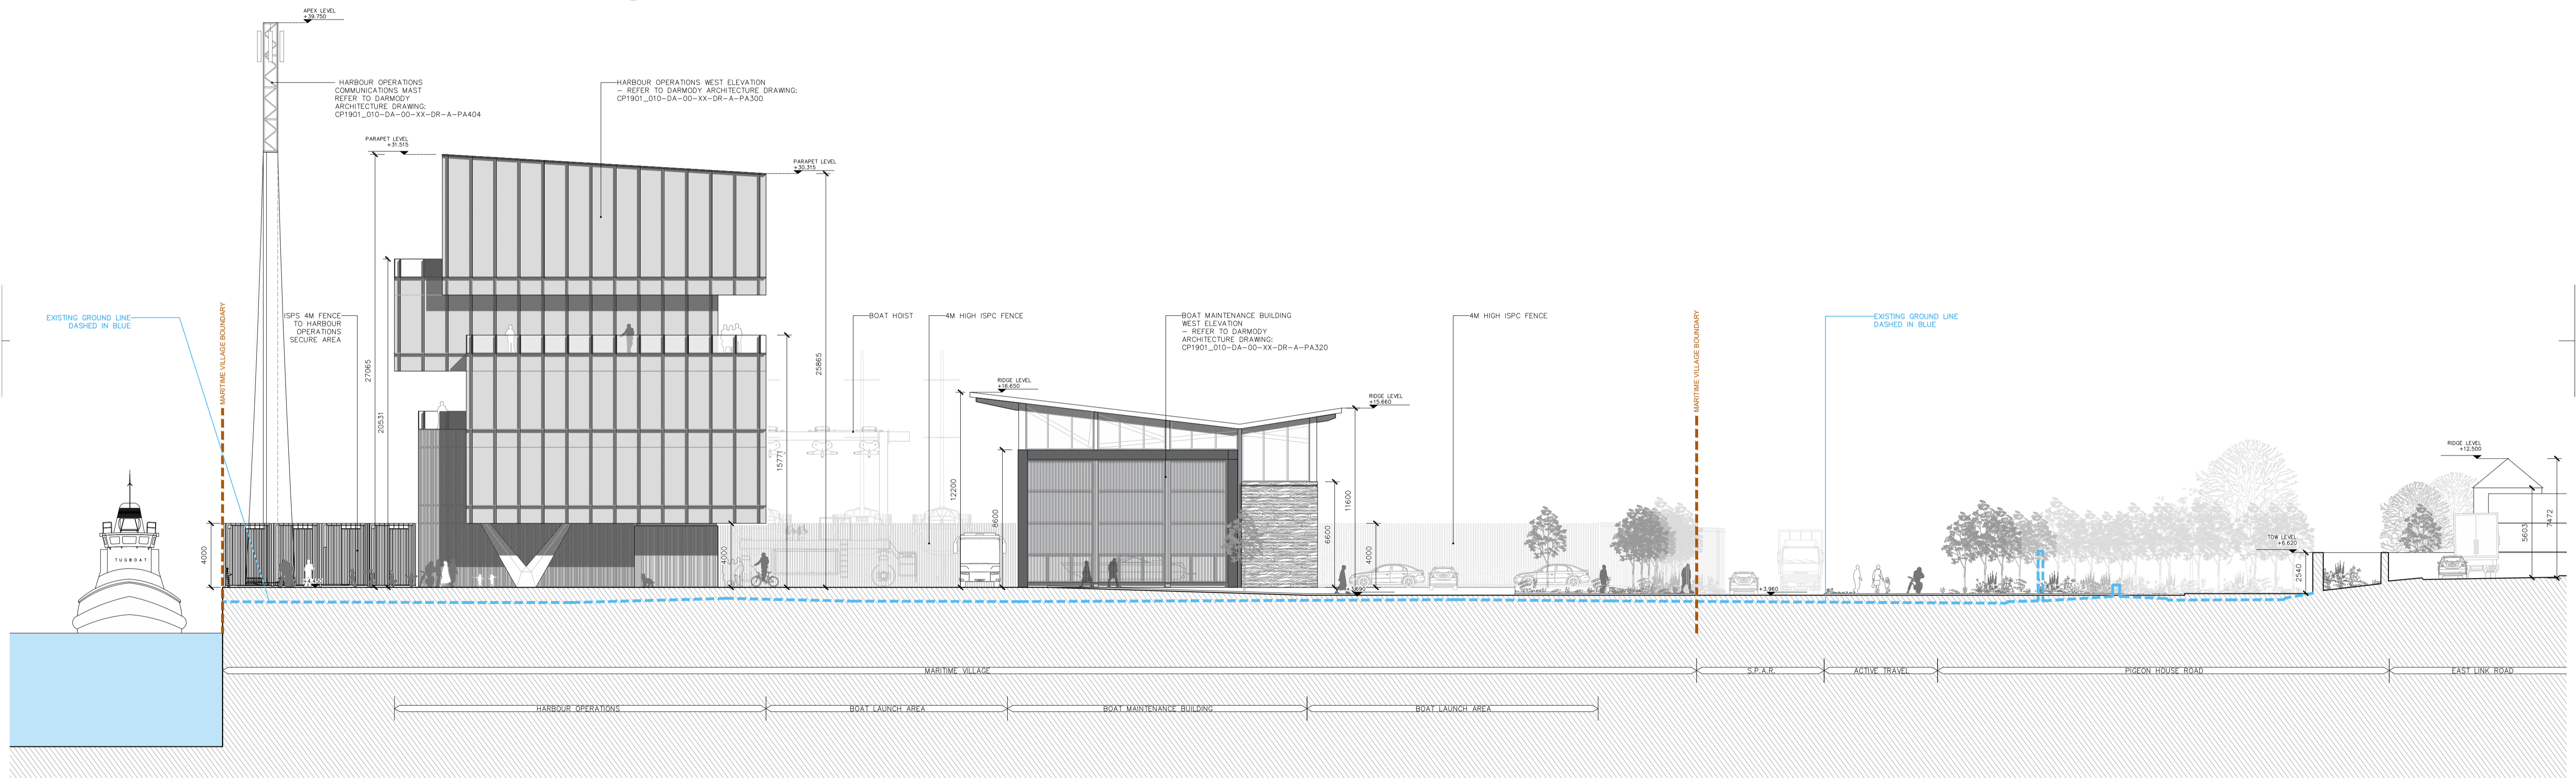 APEX LEVEL
+39.750
HARBOUR OPERATIONS
COMMUNICATIONS MAST
REFER TO DARMODY
ARCHITECTURE DRAWING:
CP1901_010-DA-00-XX-DR-A-PA404
HARBOUR OPERATIONS WEST ELEVATION
- REFER TO DARMODY ARCHITECTURE DRAWING:
CP1901_010-DA-00-XX-DR-A-PA300
PARAPET LEVEL
+31.515
PARAPET LEVEL
+30.315
EXISTING GROUND LINE
DASHED IN BLUE
MARITIME VILLAGE BOUNDARY
ISPS 4M FENCE
TO HARBOUR
OPERATIONS
SECURE AREA
27065
20531
25865
15771
BOAT HOIST
4M HIGH ISPC FENCE
BOAT MAINTENANCE BUILDING
WEST ELEVATION
- REFER TO DARMODY
ARCHITECTURE DRAWING:
CP1901_010-DA-00-XX-DR-A-PA320
4M HIGH ISPC FENCE
MARITIME VILLAGE BOUNDARY
EXISTING GROUND LINE
DASHED IN BLUE
RIDGE LEVEL
+16.650
RIDGE LEVEL
+15.660
RIDGE LEVEL
+12.500
12200
8600
6600
11600
4000
4000
4000
TUGBOAT
TOW LEVEL
+6.620
2540
5603
7472
+3.960
MARITIME VILLAGE
S.P.A.R.
ACTIVE TRAVEL
PIGEON HOUSE ROAD
EAST LINK ROAD
HARBOUR OPERATIONS
BOAT LAUNCH AREA
BOAT MAINTENANCE BUILDING
BOAT LAUNCH AREA